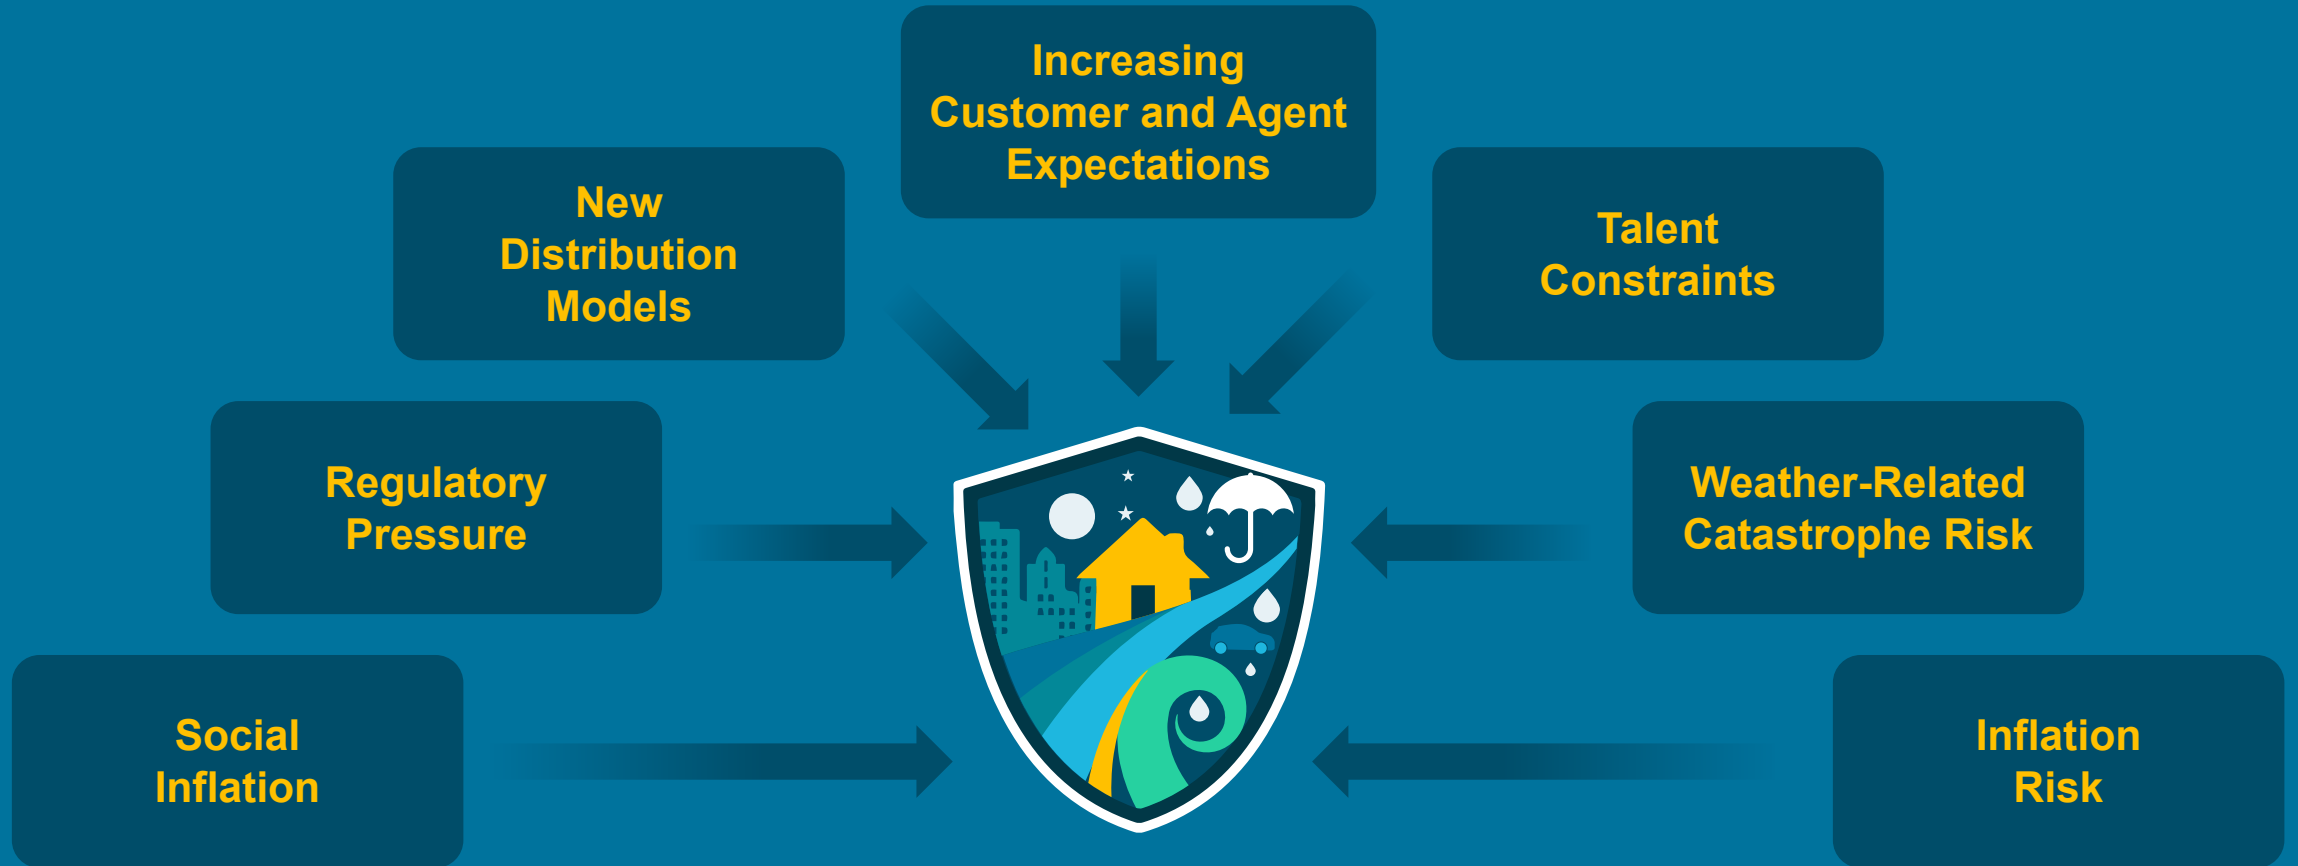 Increasing
Customer and Agent
Expectations
New
Distribution
Models
Talent
Constraints
Regulatory
Pressure
Weather-Related
Catastrophe Risk
Social
Inflation
Inflation
Risk